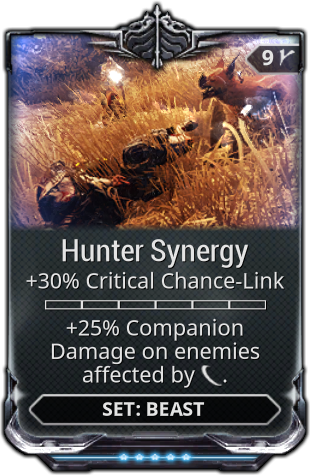 9
Hunter Synergy
+30% Critical Chance-Link
+25% Companion
Damage on enemies
affected by .
SET: BEAST